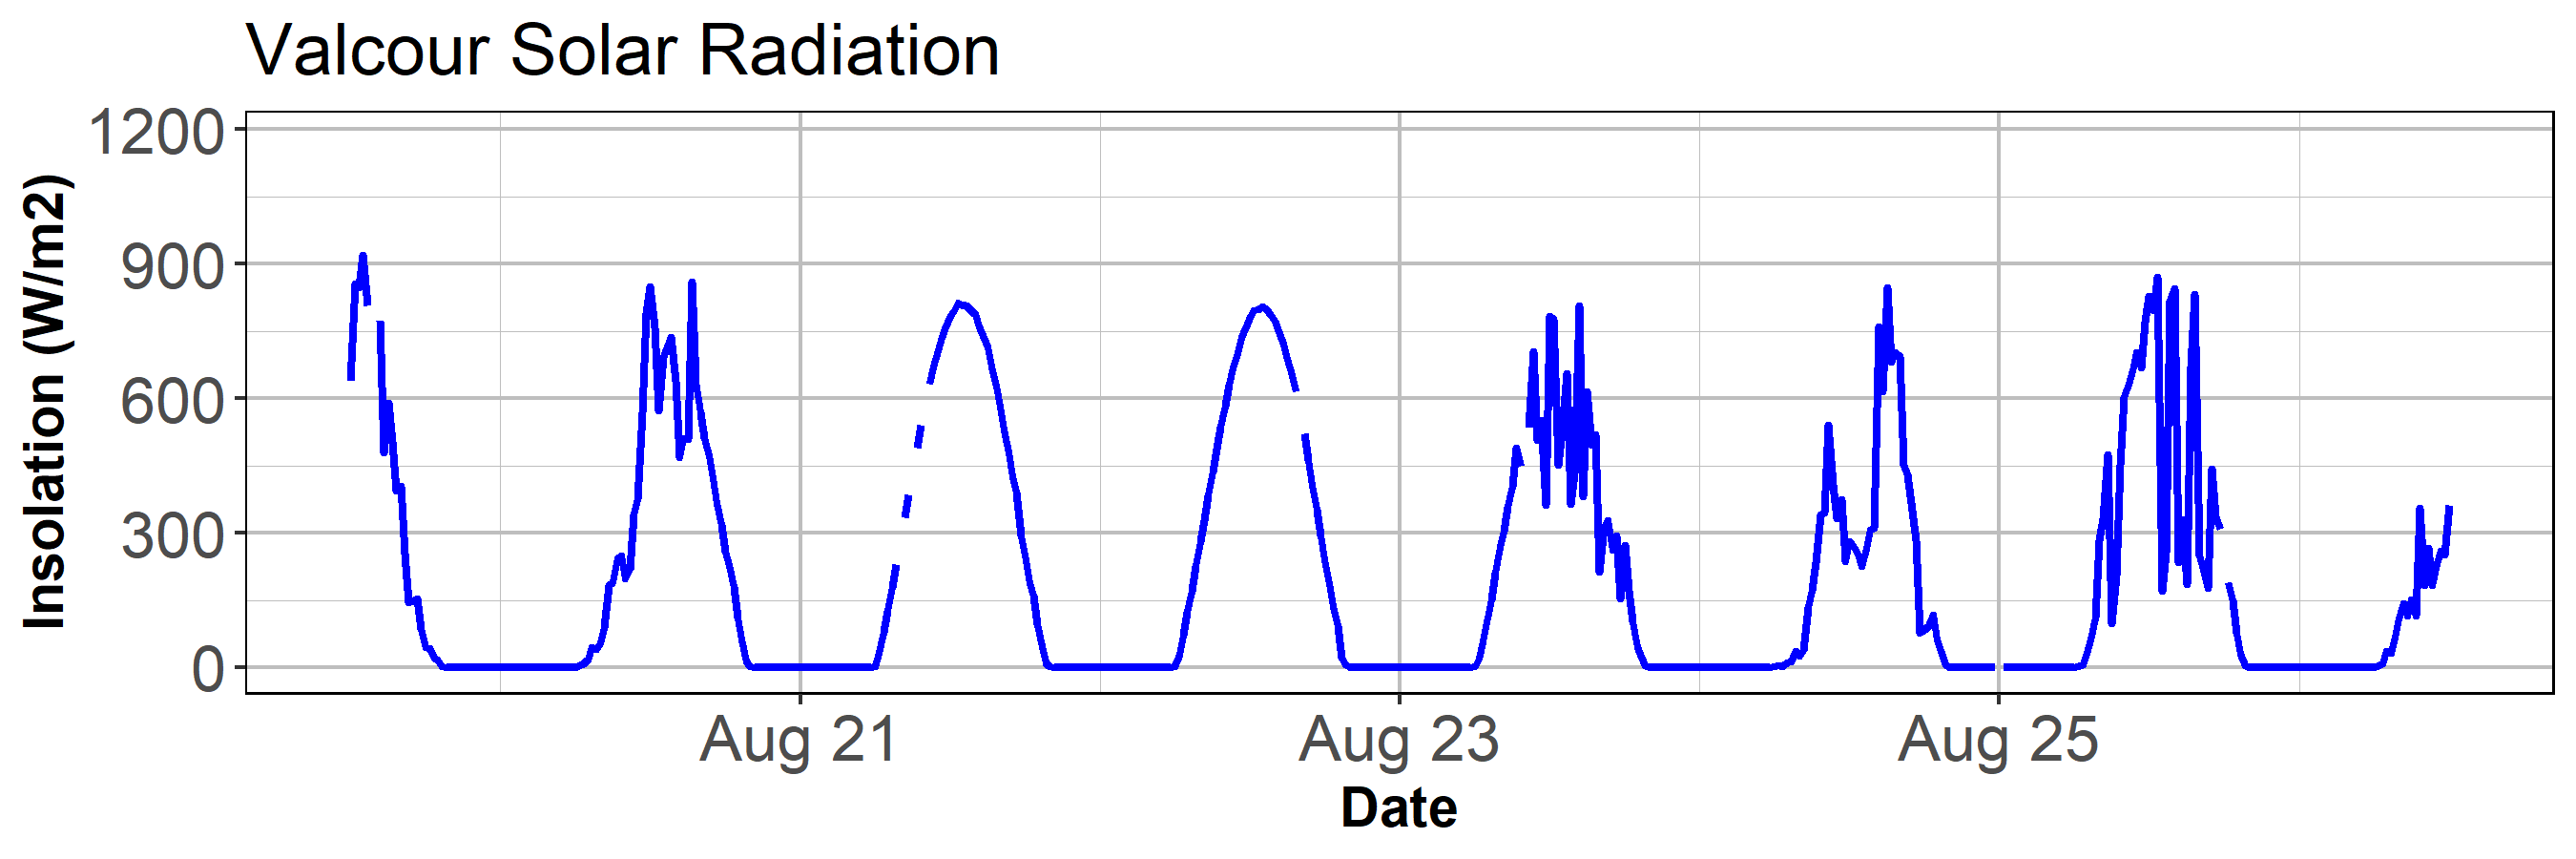 Valcour Solar Radiation
1200
900
600
300
0
Insolation (W/m2)
Aug 21
Aug 23
Aug 25
Date